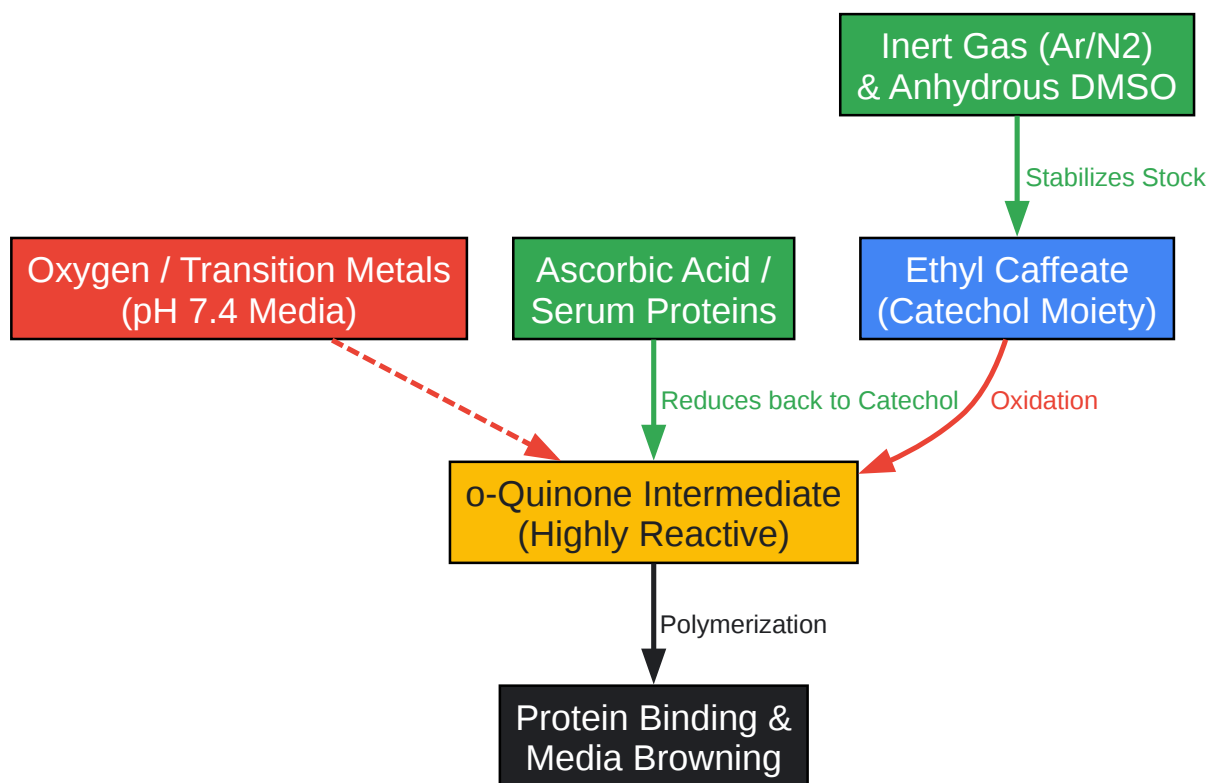 Inert Gas (Ar/N2)
& Anhydrous DMSO
Stabilizes Stock
Oxygen / Transition Metals
(pH 7.4 Media)
Ascorbic Acid /
Serum Proteins
Ethyl Caffeate
(Catechol Moiety)
Reduces back to Catechol
Oxidation
o-Quinone Intermediate
(Highly Reactive)
Polymerization
Protein Binding &
Media Browning